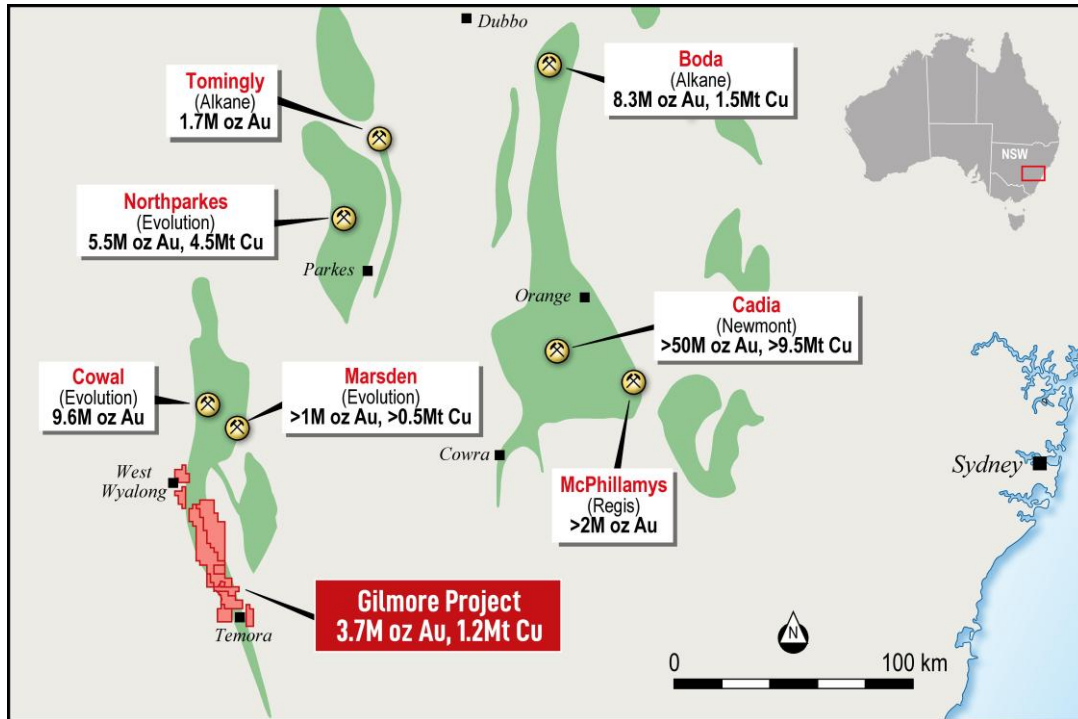 Dubbo
Tomingly
(Alkane)
1.7M oz Au
Boda
(Alkane)
8.3M oz Au, 1.5Mt Cu
NSW
Northparkes
(Evolution)
5.5M oz Au, 4.5Mt Cu
Parkes
Orange
Cadia
(Newmont)
>50M oz Au, >9.5Mt Cu
Cowal
(Evolution)
9.6M oz Au
Marsden
(Evolution)
>1M oz Au, >0.5Mt Cu
Cowra
West
Wyalong
McPhillamys
(Regis)
>2M oz Au
Sydney
Gilmore Project
3.7M oz Au, 1.2Mt Cu
Temora
N
0 100 km